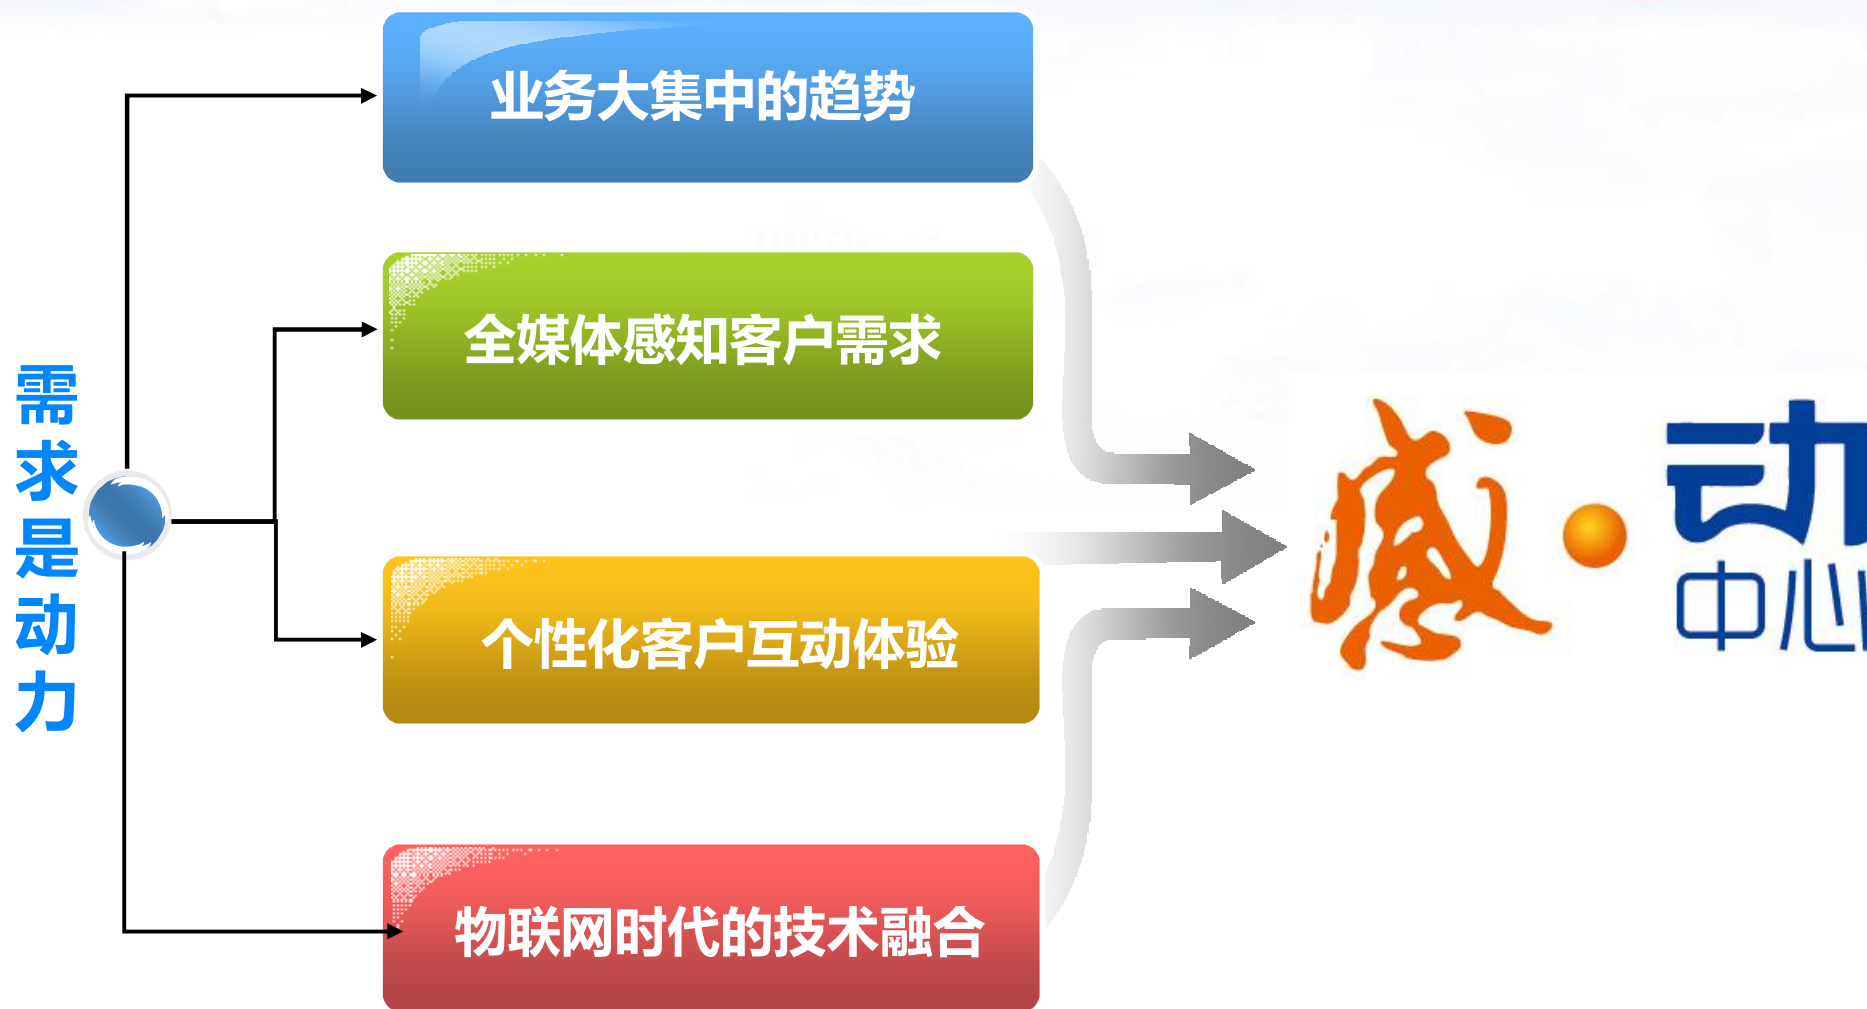 需求是动力
业务大集中的趋势
全媒体感知客户需求
个性化客户互动体验
物联网时代的技术融合
感·动
中心